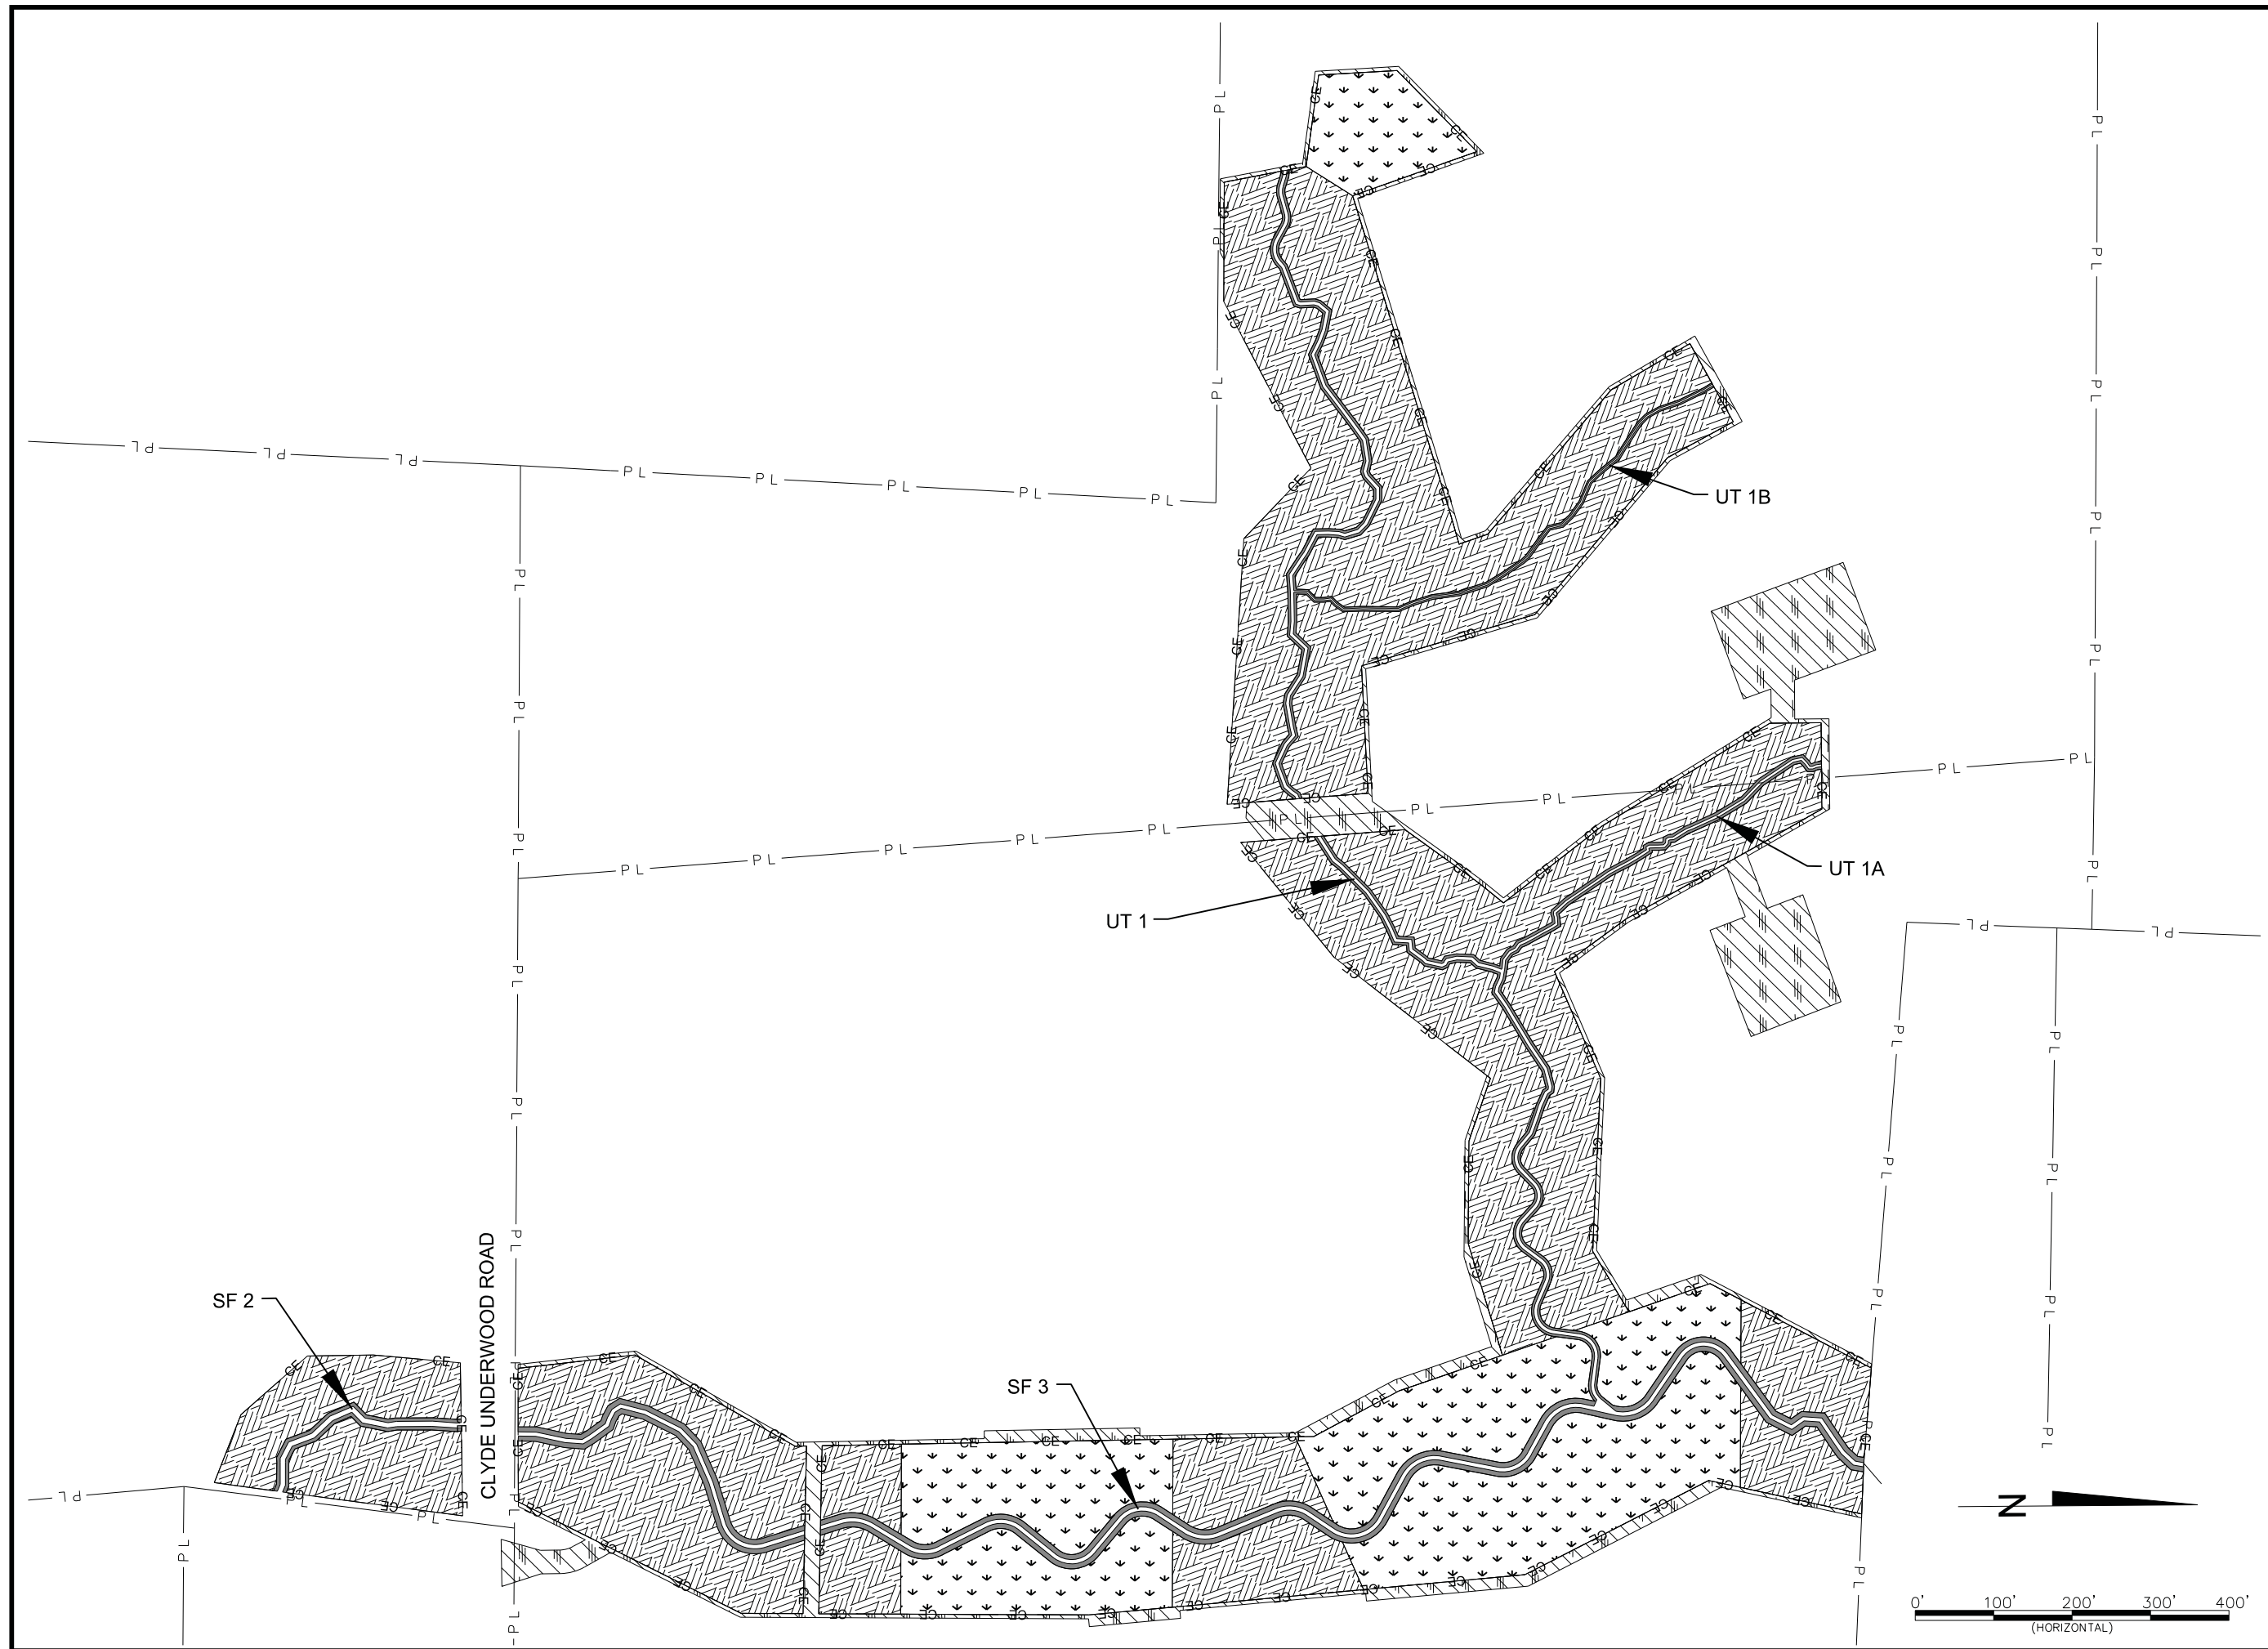 UT 1B
UT 1A
UT 1
SF 2
CLYDE UNDERWOOD ROAD
SF 3
N
0' 100' 200' 300' 400'
(HORIZONTAL)
PL
CE